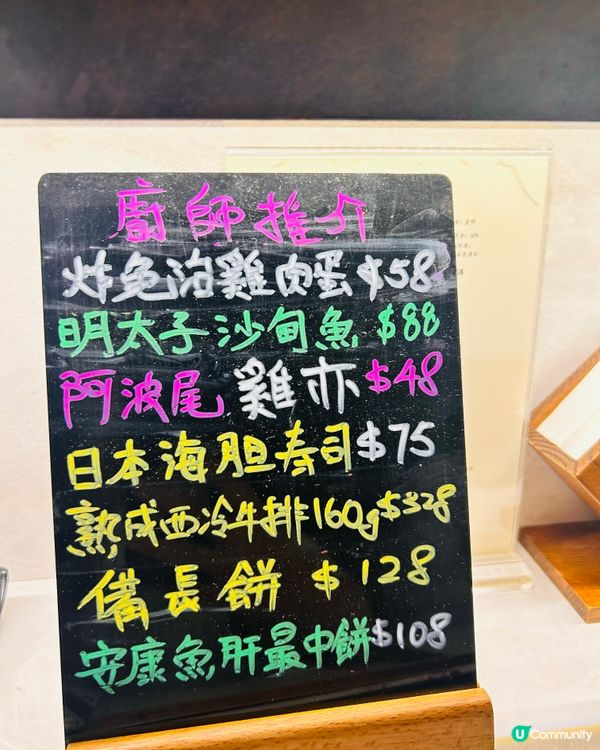 廚師推介
炸免治雞肉蛋 $58
明太子沙甸魚 $88
阿波尾雞亦 $48
日本海胆寿司 $75
熟成西冷牛排160g $328
備長餅 $128
安康魚肝最中餅 $108
U Community